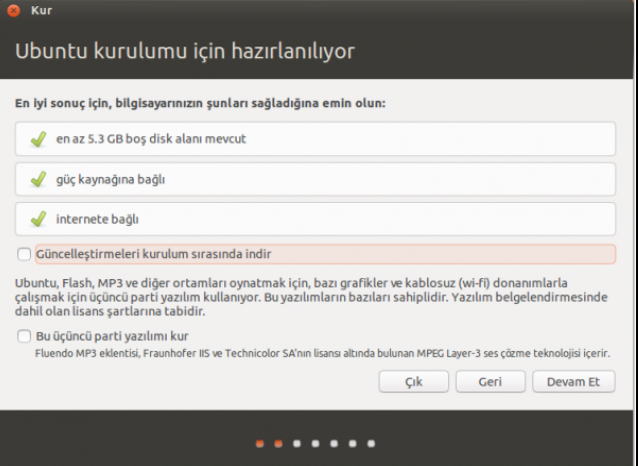 Kur
Ubuntu kurulumu için hazırlanılıyor
En iyi sonuç için, bilgisayarınızın şunları sağladığına emin olun:
en az 5.3 GB boş disk alanı mevcut
güç kaynağına bağlı
internete bağlı
Güncelleştirmeleri kurulum sırasında indir
Ubuntu, Flash, MP3 ve diğer ortamları oynatmak için, bazı grafikler ve kablosuz (wi-fi) donanımlarla
çalışmak için üçüncü parti yazılım kullanıyor. Bu yazılımların bazıları sahiplidir. Yazılım belgelendirmesinde
dahil olan lisans şartlarına tabidir.
Bu üçüncü parti yazılımı kur
Fluendo MP3 eklentisi, Fraunhofer IIS ve Technicolor SA'nın lisansı altında bulunan MPEG Layer-3 ses çözme teknolojisi içerir.
Çık Geri Devam Et